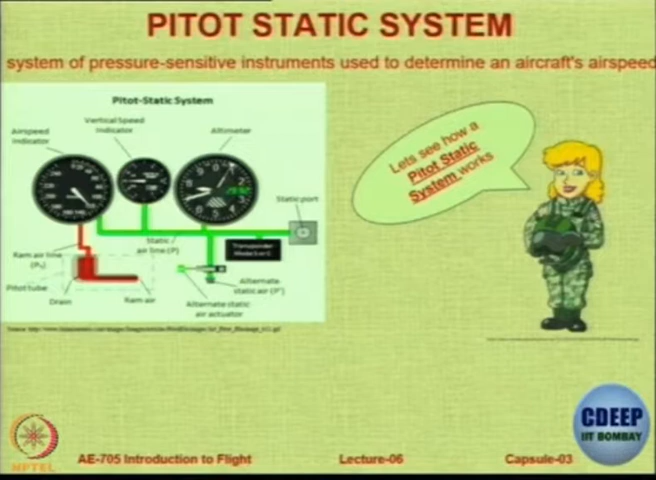 PITOT STATIC SYSTEM
system of pressure-sensitive instruments used to determine an aircraft's airspeed
Pitot-Static System
Airspeed
Indicator
Vertical Speed
Indicator
Altimeter
Static port
Static
air line (P)
Ram air line
Pitot tube
Drain
Ram air
Transponder
Alternate
static air (P')
Alternate static
air actuator
Lets see how a
Pitot Static
System works
NPTEL
AE-705 Introduction to Flight
Lecture-06
Capsule-03
CDEEP
IIT BOMBAY